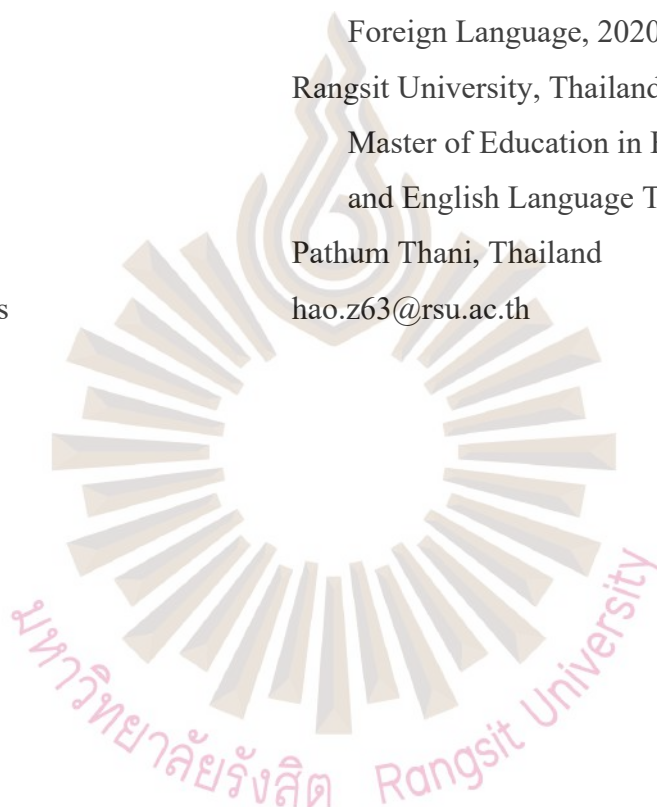 Foreign Language, 2020
Rangsit University, Thailand
Master of Education in
and English Language
Pathum Thani, Thailand
s hao.z63@rsu.ac.th
มหาวิทยาลัยรังสิต Rangsit University